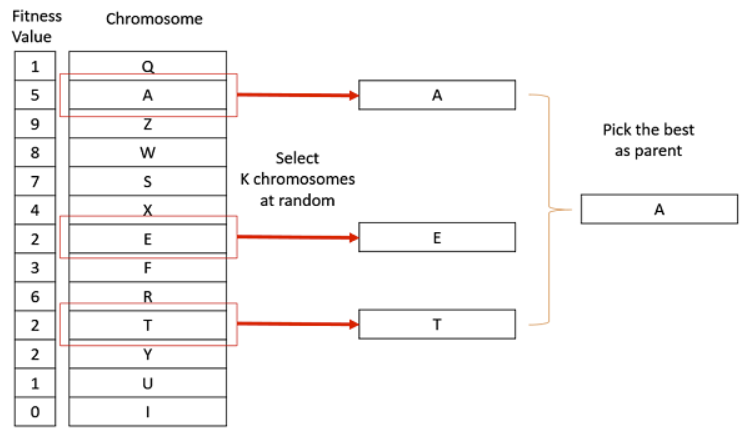 Fitness
Value
Chromosome
1 Q
5 A
9 Z
8 W
7 S
4 X
2 E
3 F
6 R
2 T
2 Y
1 U
0 I
Select
K chromosomes
at random
A
E
T
Pick the best
as parent
A